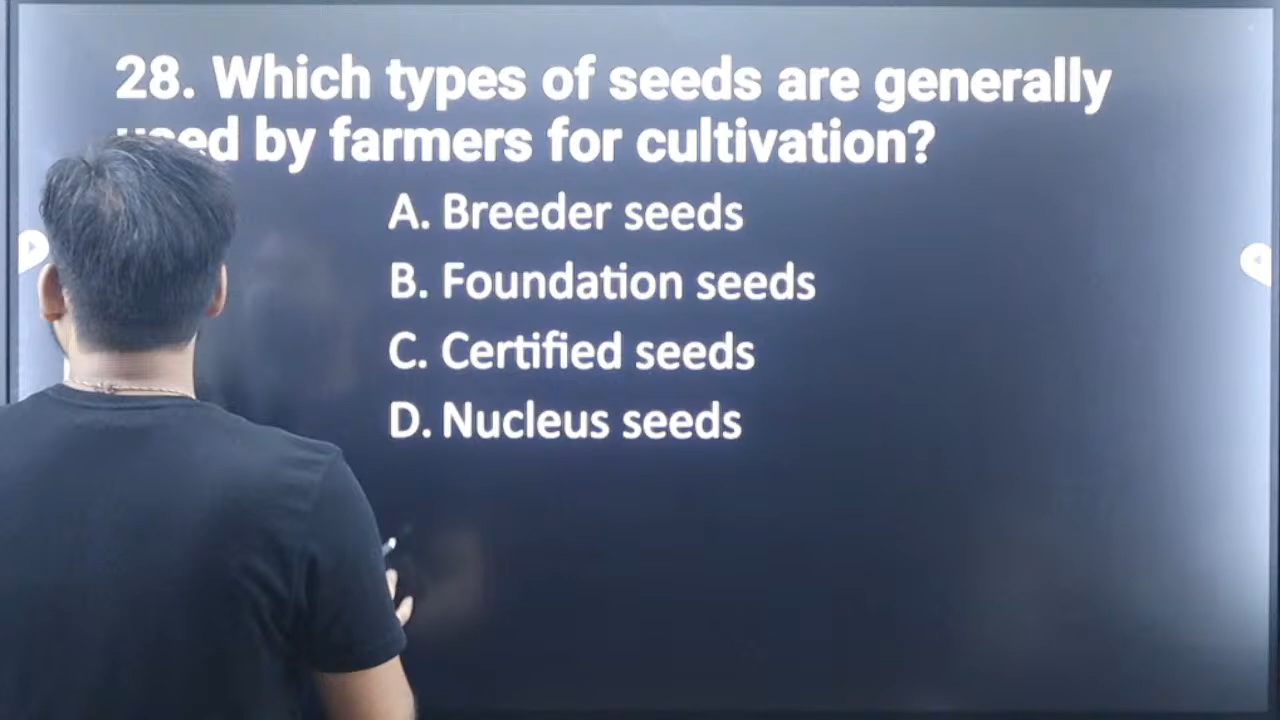 28. Which types of seeds are generally
by farmers for cultivation?
A. Breeder seeds
B. Foundation seeds
C. Certified seeds
D. Nucleus seeds